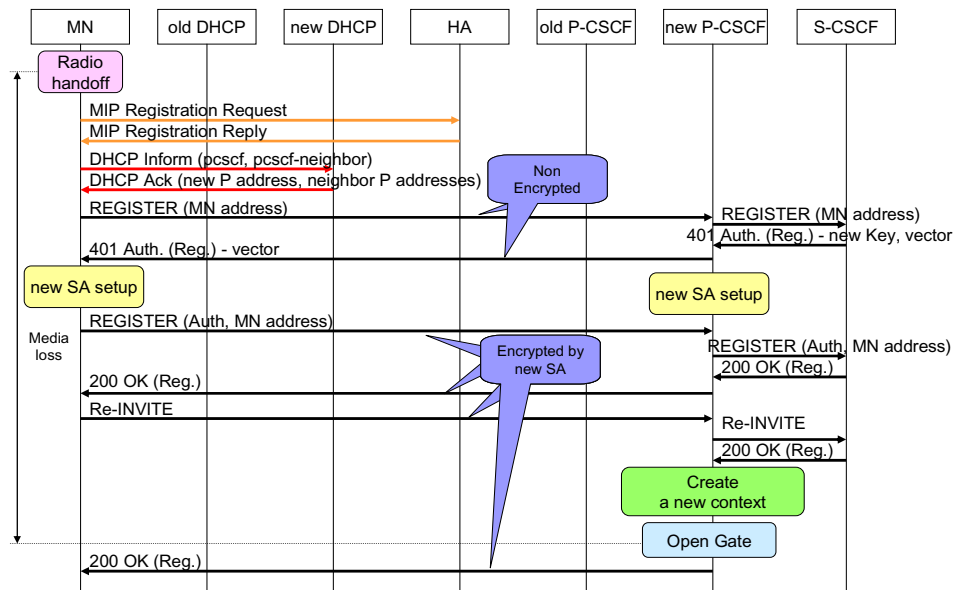 MN
old DHCP
new DHCP
HA
old P-CSCF
new P-CSCF
S-CSCF
Radio
handoff
MIP Registration Request
MIP Registration Reply
DHCP Inform (pcscf, pcscf-neighbor)
DHCP Ack (new P address, neighbor P addresses)
Non
Encrypted
REGISTER (MN address)
REGISTER (MN address)
401 Auth. (Reg.) - new Key, vector
401 Auth. (Reg.) - vector
new SA setup
new SA setup
REGISTER (Auth, MN address)
Media
loss
Encrypted by
new SA
REGISTER (Auth, MN address)
200 OK (Reg.)
200 OK (Reg.)
Re-INVITE
Re-INVITE
200 OK (Reg.)
Create
a new context
Open Gate
200 OK (Reg.)